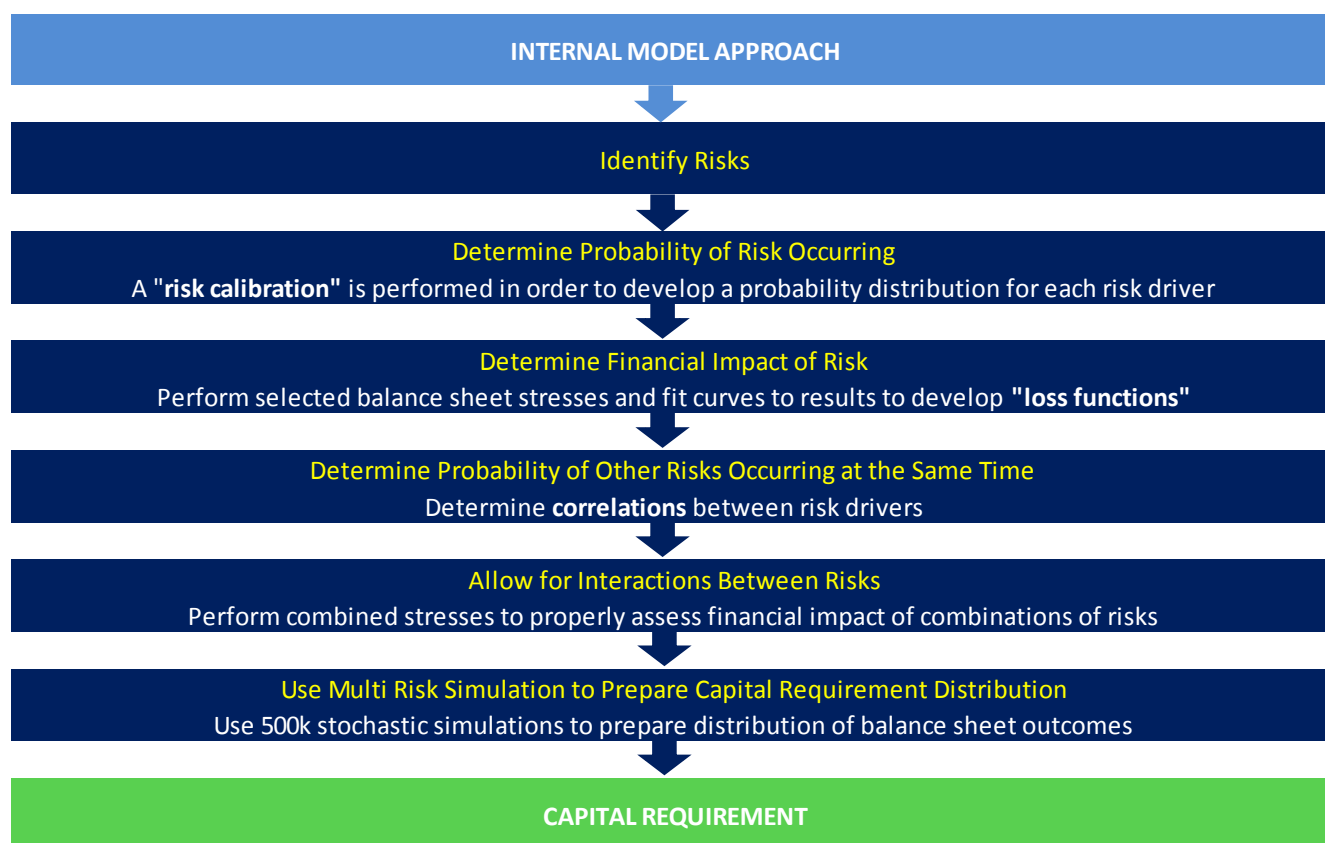 INTERNAL MODEL APPROACH
Identify Risks
Determine Probability of Risk Occurring
A "risk calibration" is performed in order to develop a probability distribution for each risk driver
Determine Financial Impact of Risk
Perform selected balance sheet stresses and fit curves to results to develop "loss functions"
Determine Probability of Other Risks Occurring at the Same Time
Determine correlations between risk drivers
Allow for Interactions Between Risks
Perform combined stresses to properly assess financial impact of combinations of risks
Use Multi Risk Simulation to Prepare Capital Requirement Distribution
Use 500k stochastic simulations to prepare distribution of balance sheet outcomes
CAPITAL REQUIREMENT